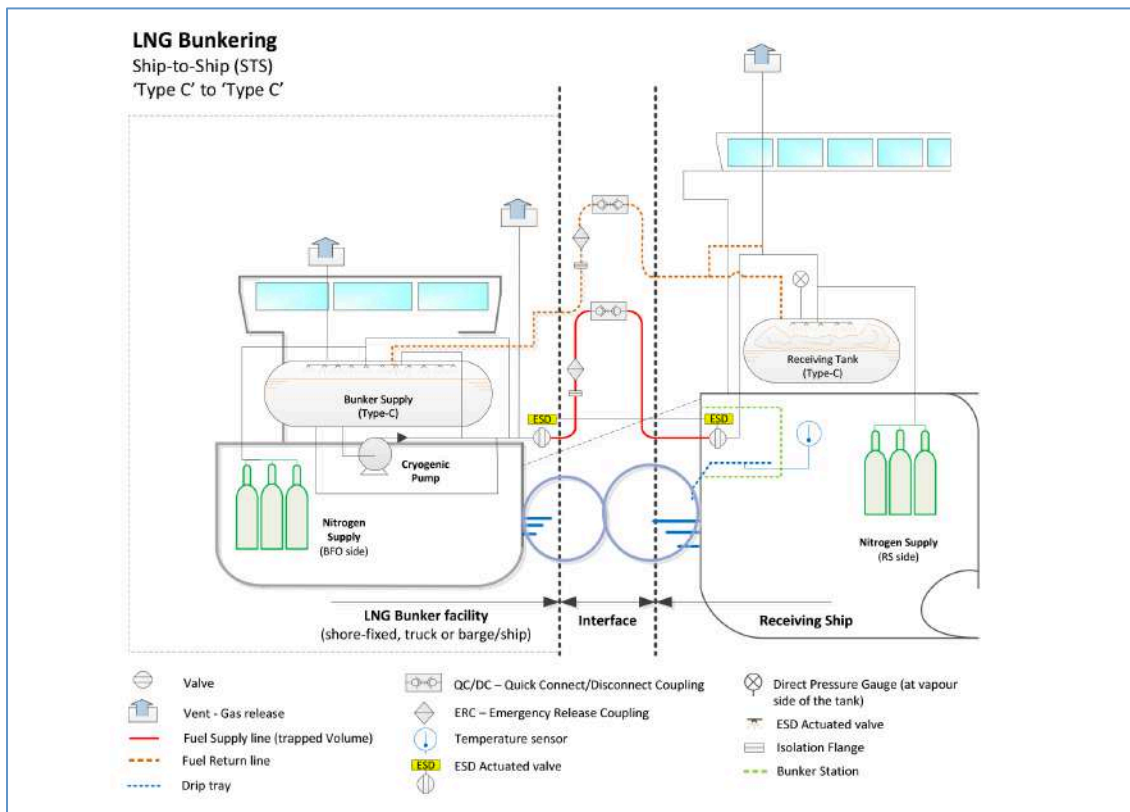 LNG Bunkering
Ship-to-Ship (STS)
‘Type C’ to ‘Type C’
Receiving Tank
(Type-C)
Bunker Supply
(Type-C)
ESD
ESD
Cryogenic
Pump
Nitrogen
Supply
(BFO side)
Nitrogen Supply
(RS side)
LNG Bunker facility
(shore-fixed, truck or barge/ship)
Interface
Receiving Ship
Valve
Vent - Gas release
Fuel Supply line (trapped Volume)
Fuel Return line
Drip tray
QC/DC – Quick Connect/Disconnect Coupling
ERC – Emergency Release Coupling
Temperature sensor
ESD
ESD Actuated valve
Direct Pressure Gauge (at vapour
side of the tank)
ESD Actuated valve
Isolation Flange
Bunker Station